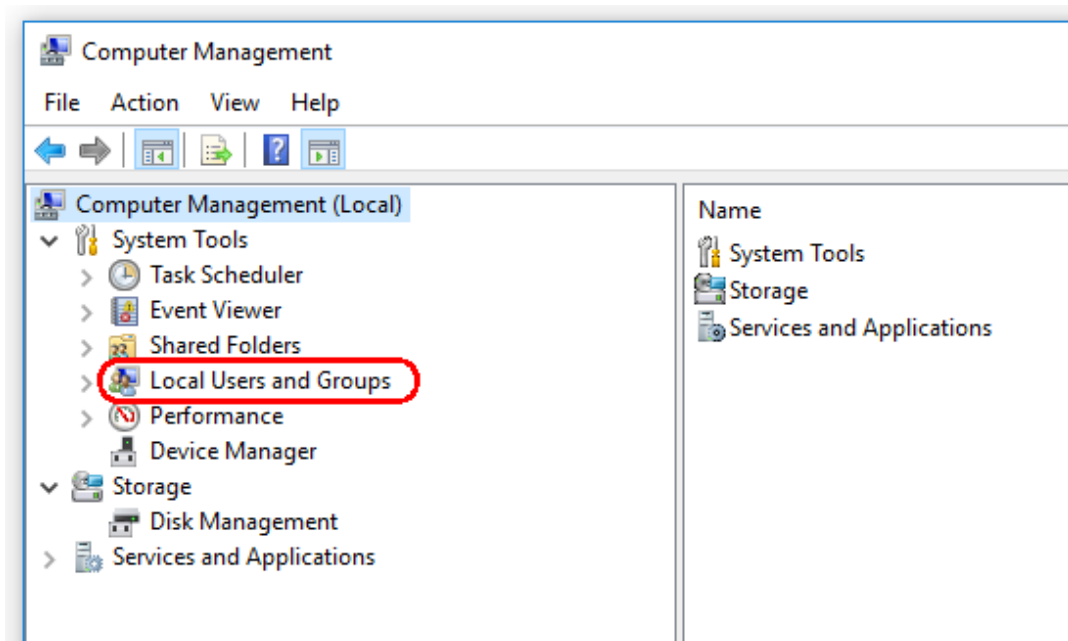 Computer Management
File Action View Help
Computer Management (Local)
System Tools
Task Scheduler
Event Viewer
Shared Folders
Local Users and Groups
Performance
Device Manager
Storage
Disk Management
Services and Applications
Name
System Tools
Storage
Services and Applications